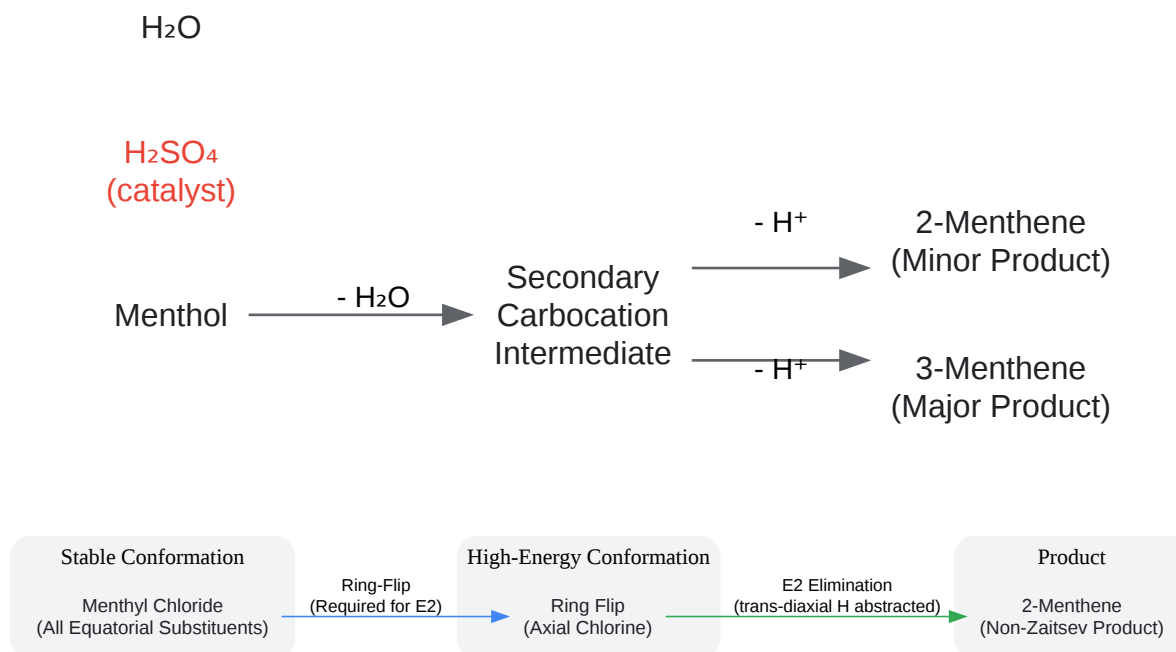 H₂O
H₂SO₄
(catalyst)
- H⁺
2-Menthene
(Minor Product)
Menthol
- H₂O
Secondary
Carbocation
Intermediate
- H⁺
3-Menthene
(Major Product)
Stable Conformation
Menthyl Chloride
(All Equatorial Substituents)
Ring-Flip
(Required for E2)
High-Energy Conformation
Ring Flip
(Axial Chlorine)
E2 Elimination
(trans-diaxial H abstracted)
Product
2-Menthene
(Non-Zaitsev Product)